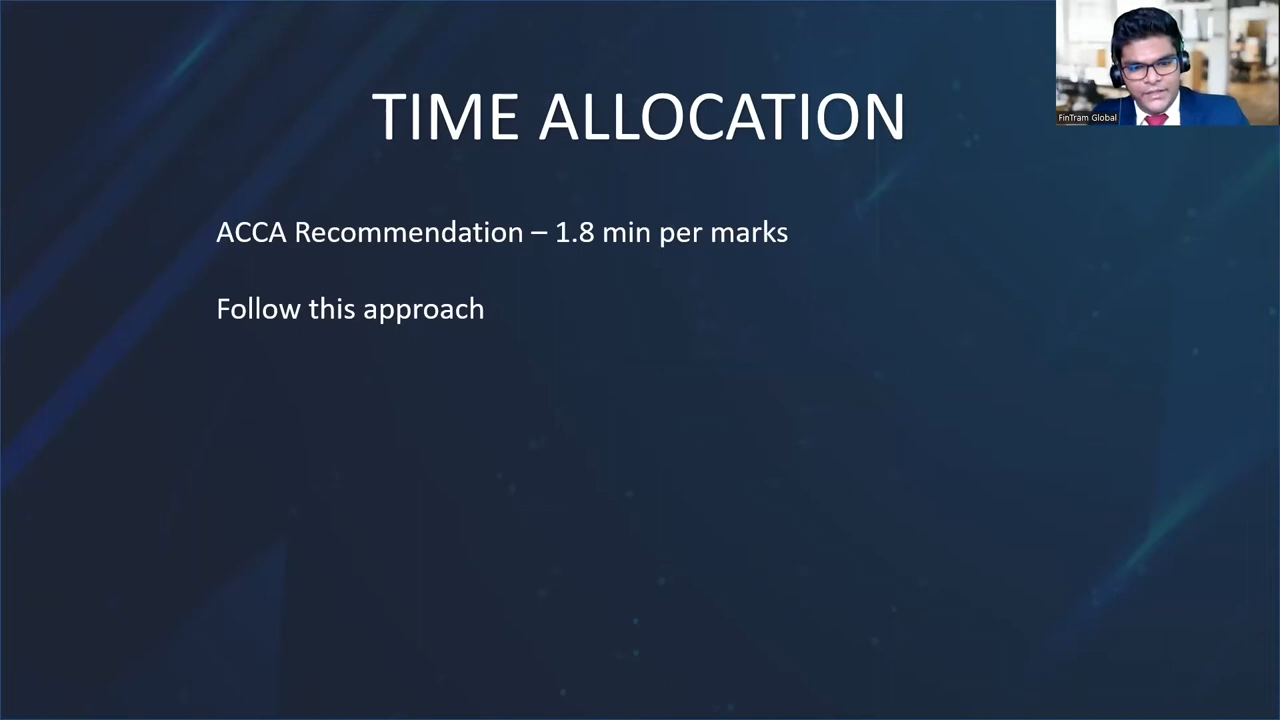 TIME ALLOCATION
FinTram Global
ACCA Recommendation – 1.8 min per marks
Follow this approach